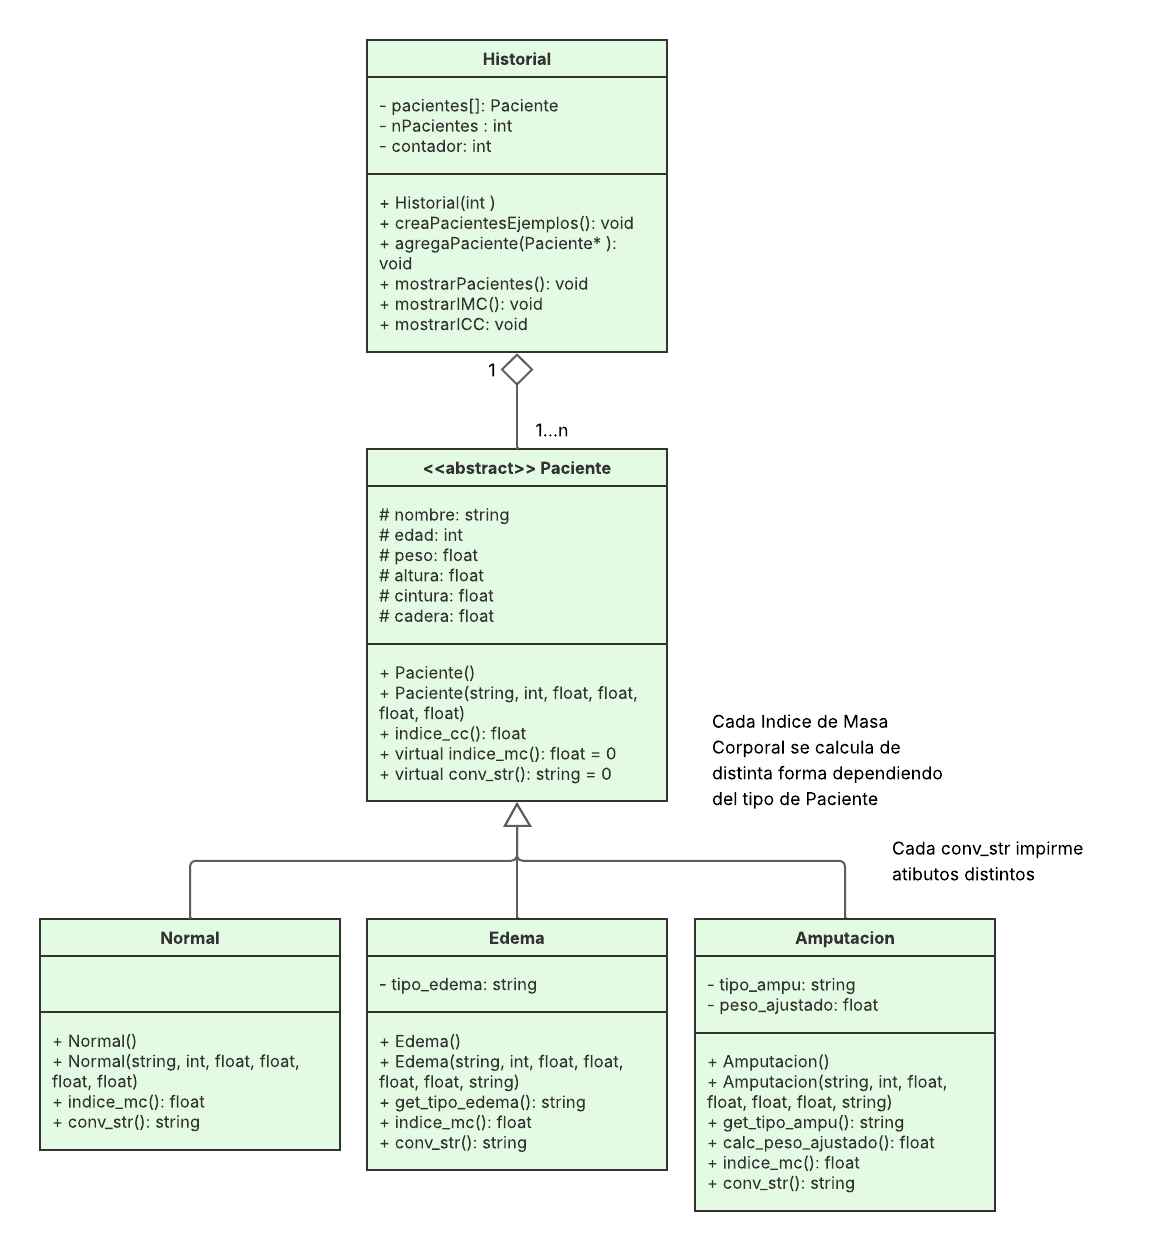 Historial
- pacientes[]: Paciente
- nPacientes : int
- contador: int
+ Historial(int )
+ creaPacientesEjemplos(): void
+ agregaPaciente(Paciente* ):
void
+ mostrarPacientes(): void
+ mostrarIMC(): void
+ mostrarICC: void
1
1...n
<<abstract>> Paciente
# nombre: string
# edad: int
# peso: float
# altura: float
# cintura: float
# cadera: float
+ Paciente()
+ Paciente(string, int, float, float,
float, float)
+ indice_cc(): float
+ virtual indice_mc(): float = 0
+ virtual conv_str(): string = 0
Cada Indice de Masa
Corporal se calcula de
distinta forma dependiendo
del tipo de Paciente
Cada conv_str impirme
atibutos distintos
Normal
+ Normal()
+ Normal(string, int, float, float,
float, float)
+ indice_mc(): float
+ conv_str(): string
Edema
- tipo_edema: string
+ Edema()
+ Edema(string, int, float, float,
float, float, string)
+ get_tipo_edema(): string
+ indice_mc(): float
+ conv_str(): string
Amputacion
- tipo_ampu: string
- peso_ajustado: float
+ Amputacion()
+ Amputacion(string, int, float,
float, float, float, string)
+ get_tipo_ampu(): string
+ calc_peso_ajustado(): float
+ indice_mc(): float
+ conv_str(): string